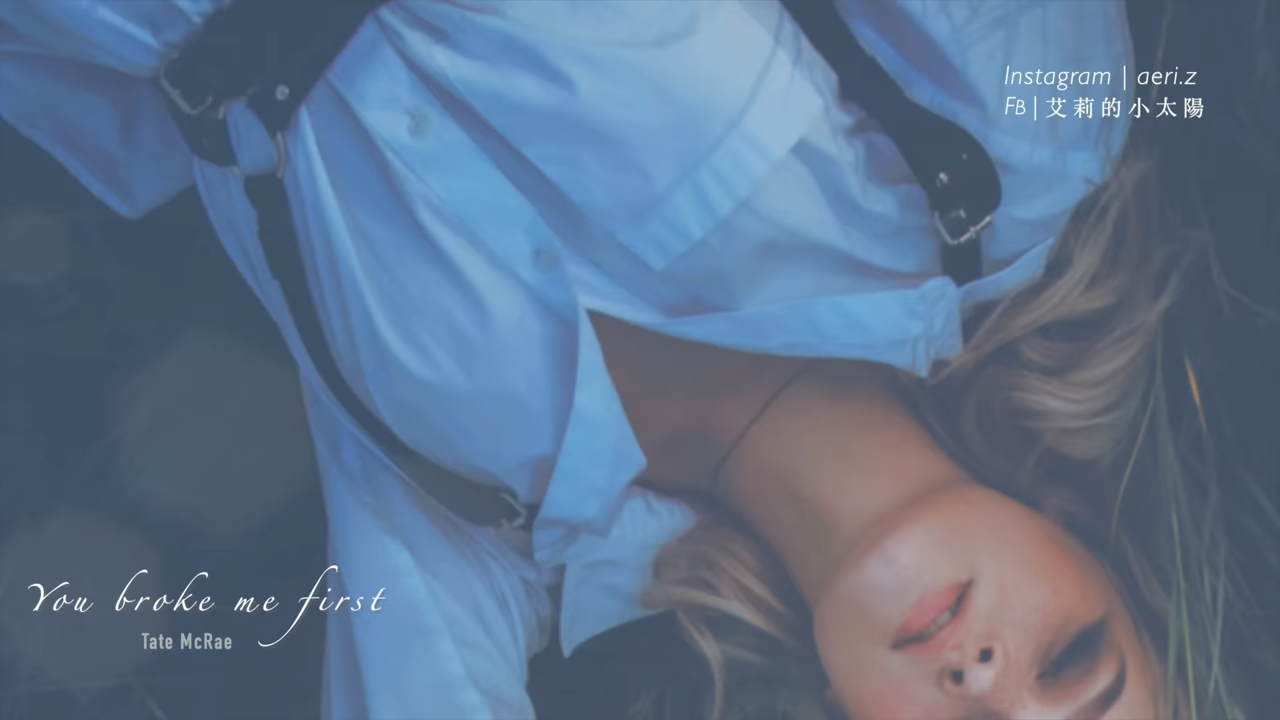 Instagram | aeri.z
FB | 艾莉的小太陽
You broke me first
Tate McRae